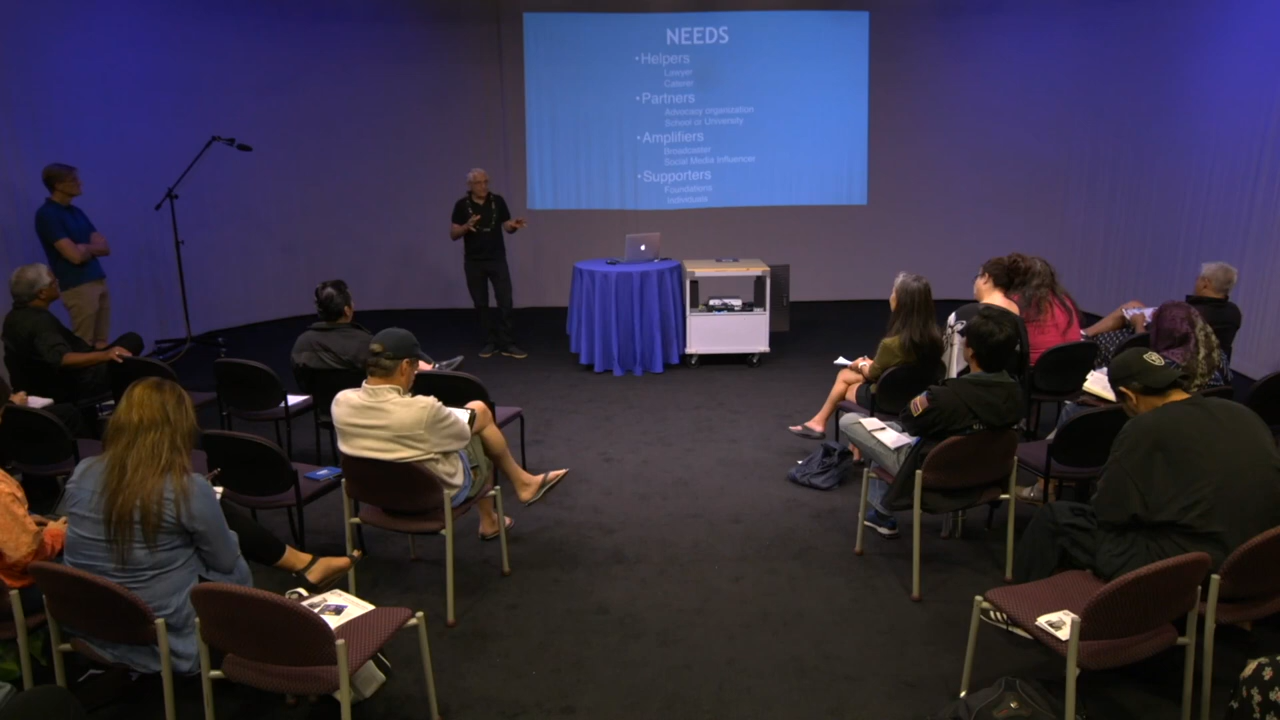 NEEDS
•Helpers
Lawyer
Caterer
•Partners
Advocacy organization
School or University
•Amplifiers
Broadcaster
Social Media Influencer
•Supporters
Foundations
Individuals